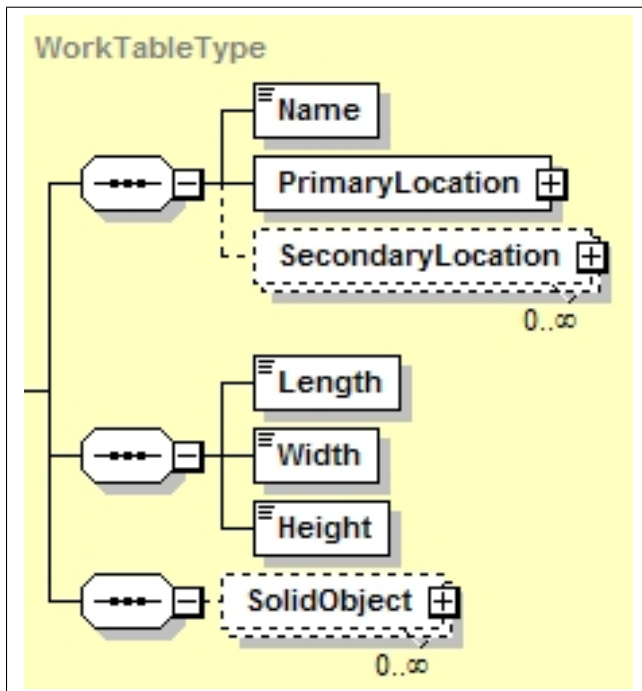 WorkTableType
Name
PrimaryLocation
SecondaryLocation
0..∞
Length
Width
Height
SolidObject
0..∞